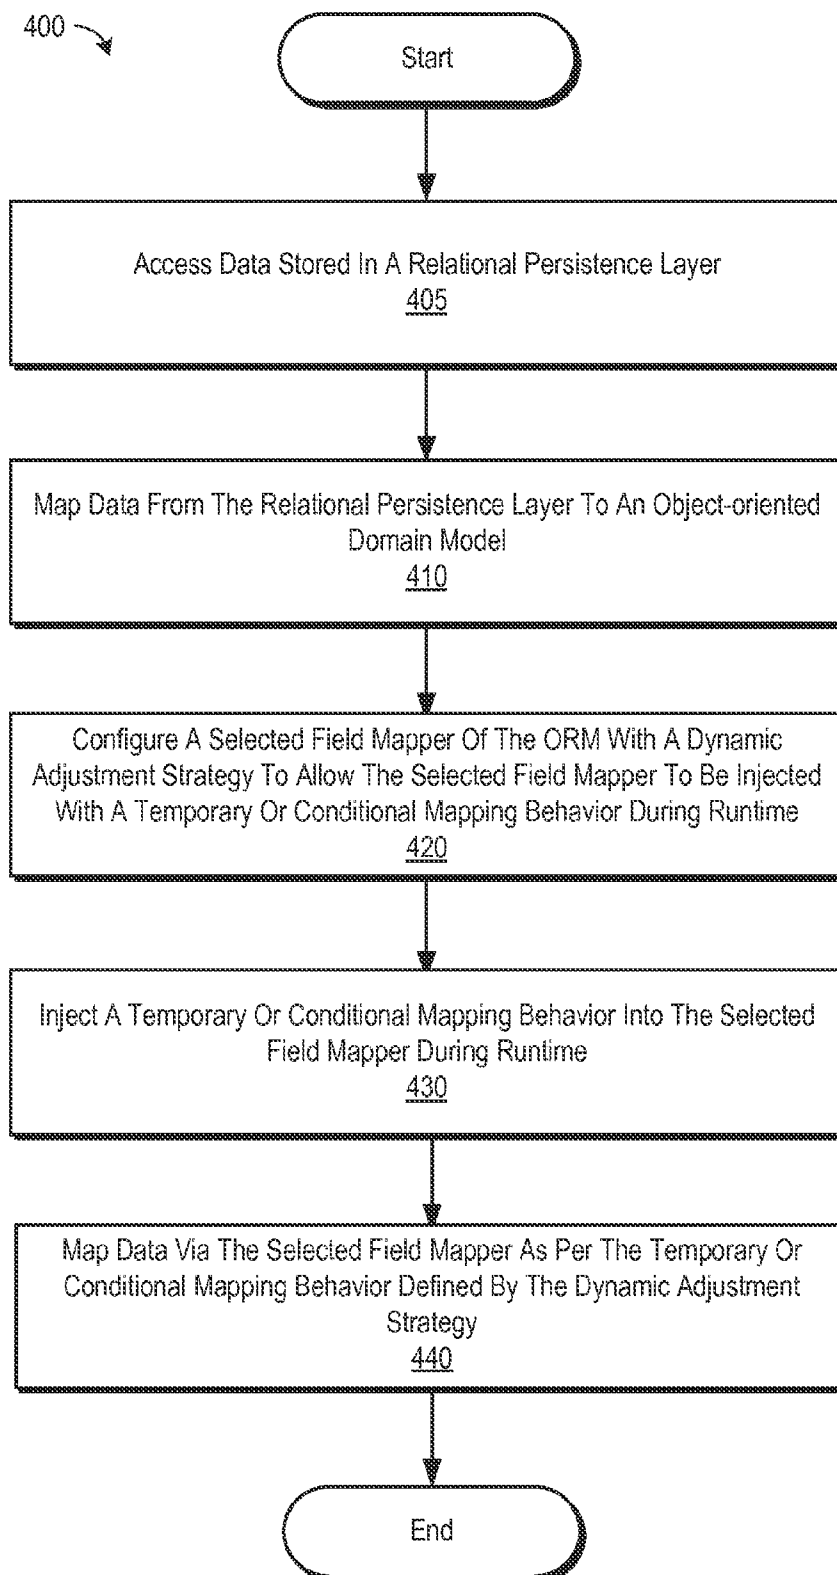 400
Start
Access Data Stored In A Relational Persistence Layer
405
Map Data From The Relational Persistence Layer To An Object-oriented
Domain Model
410
Configure A Selected Field Mapper Of The ORM With A Dynamic
Adjustment Strategy To Allow The Selected Field Mapper To Be Injected
With A Temporary Or Conditional Mapping Behavior During Runtime
420
Inject A Temporary Or Conditional Mapping Behavior Into The Selected
Field Mapper During Runtime
430
Map Data Via The Selected Field Mapper As Per The Temporary Or
Conditional Mapping Behavior Defined By The Dynamic Adjustment
Strategy
440
End